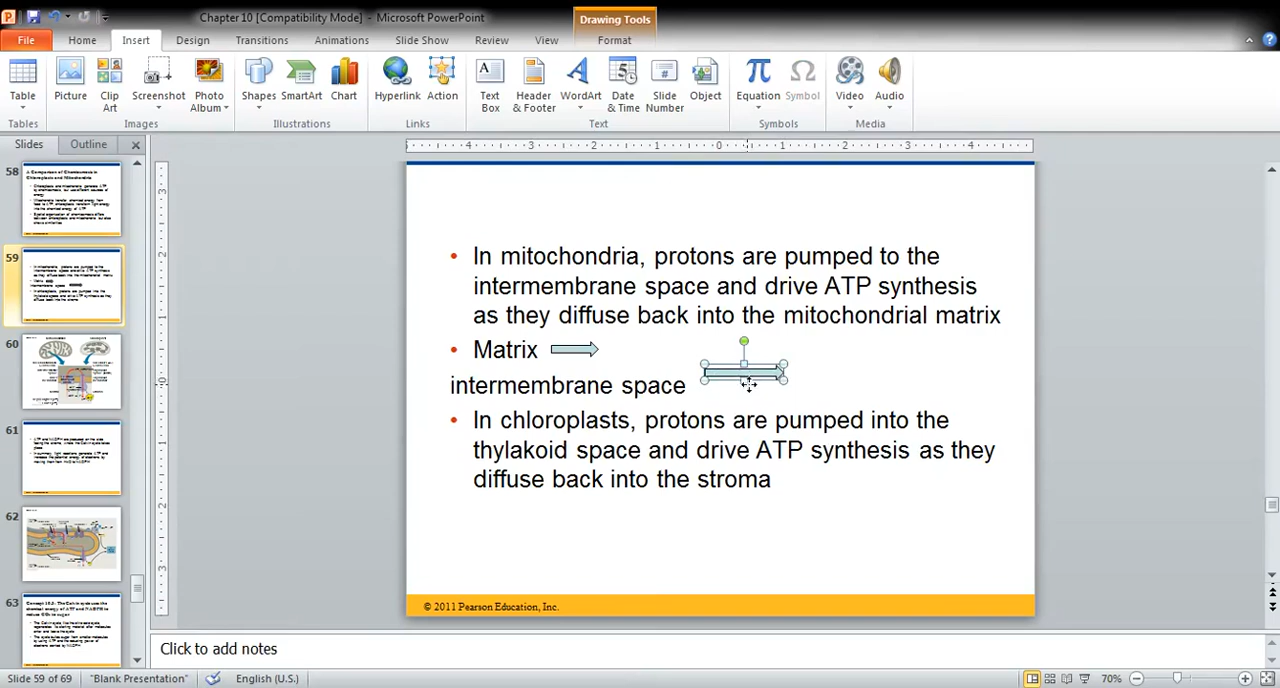 Chapter 10 [Compatibility Mode] - Microsoft PowerPoint
Drawing Tools
File Home Insert Design Transitions Animations Slide Show Review View Format
Table Picture Clip Art Screenshot Photo Album Shapes SmartArt Chart Hyperlink Action Text Box Header & Footer WordArt Date & Time Slide Number Object Equation Symbol Video Audio
Tables Images Illustrations Links Text Symbols Media
Slides Outline
58
59
60
61
62
63
• In mitochondria, protons are pumped to the
intermembrane space and drive ATP synthesis
as they diffuse back into the mitochondrial matrix
• Matrix
intermembrane space
• In chloroplasts, protons are pumped into the
thylakoid space and drive ATP synthesis as they
diffuse back into the stroma
© 2011 Pearson Education, Inc.
Click to add notes
Slide 59 of 69 "Blank Presentation" English (U.S.) 70%